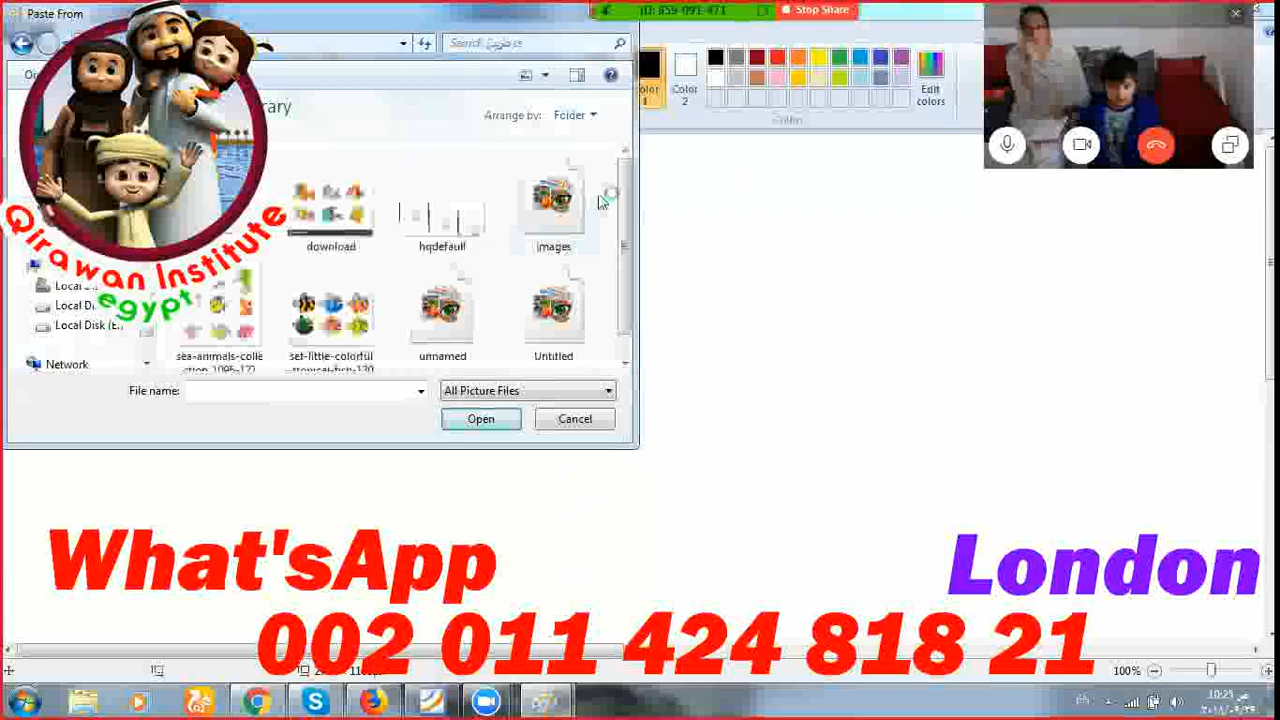 Paste From
ID: 859-091-471
Stop Share
Color 2
Edit colors
Arrange by:
Folder
Qirawan Institute
egypt
download
hqdefault
images
Local Disk (E:)
Network
sea-animals-colle
set-little-colorful
unnamed
Untitled
File name:
All Picture Files
Open
Cancel
What'sApp
London
002 011 424 818 21
100%